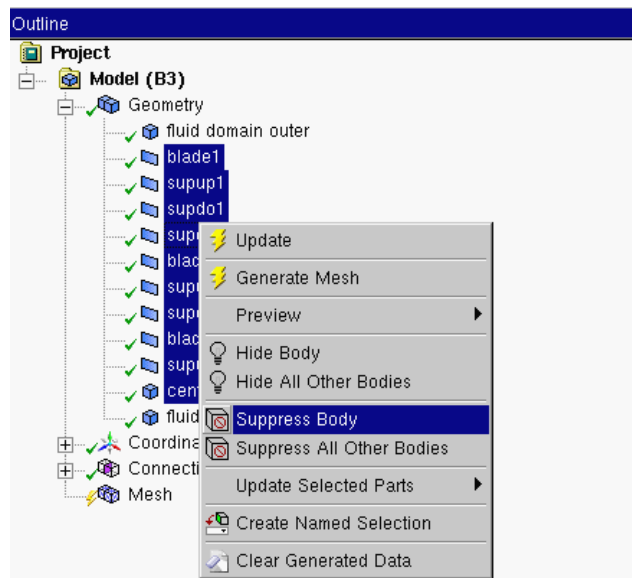 Outline
Project
Model (B3)
Geometry
fluid domain outer
blade1
supup1
supdo1
Update
Generate Mesh
Preview
Hide Body
Hide All Other Bodies
fluid
Suppress Body
Suppress All Other Bodies
Mesh
Update Selected Parts
Create Named Selection
Clear Generated Data